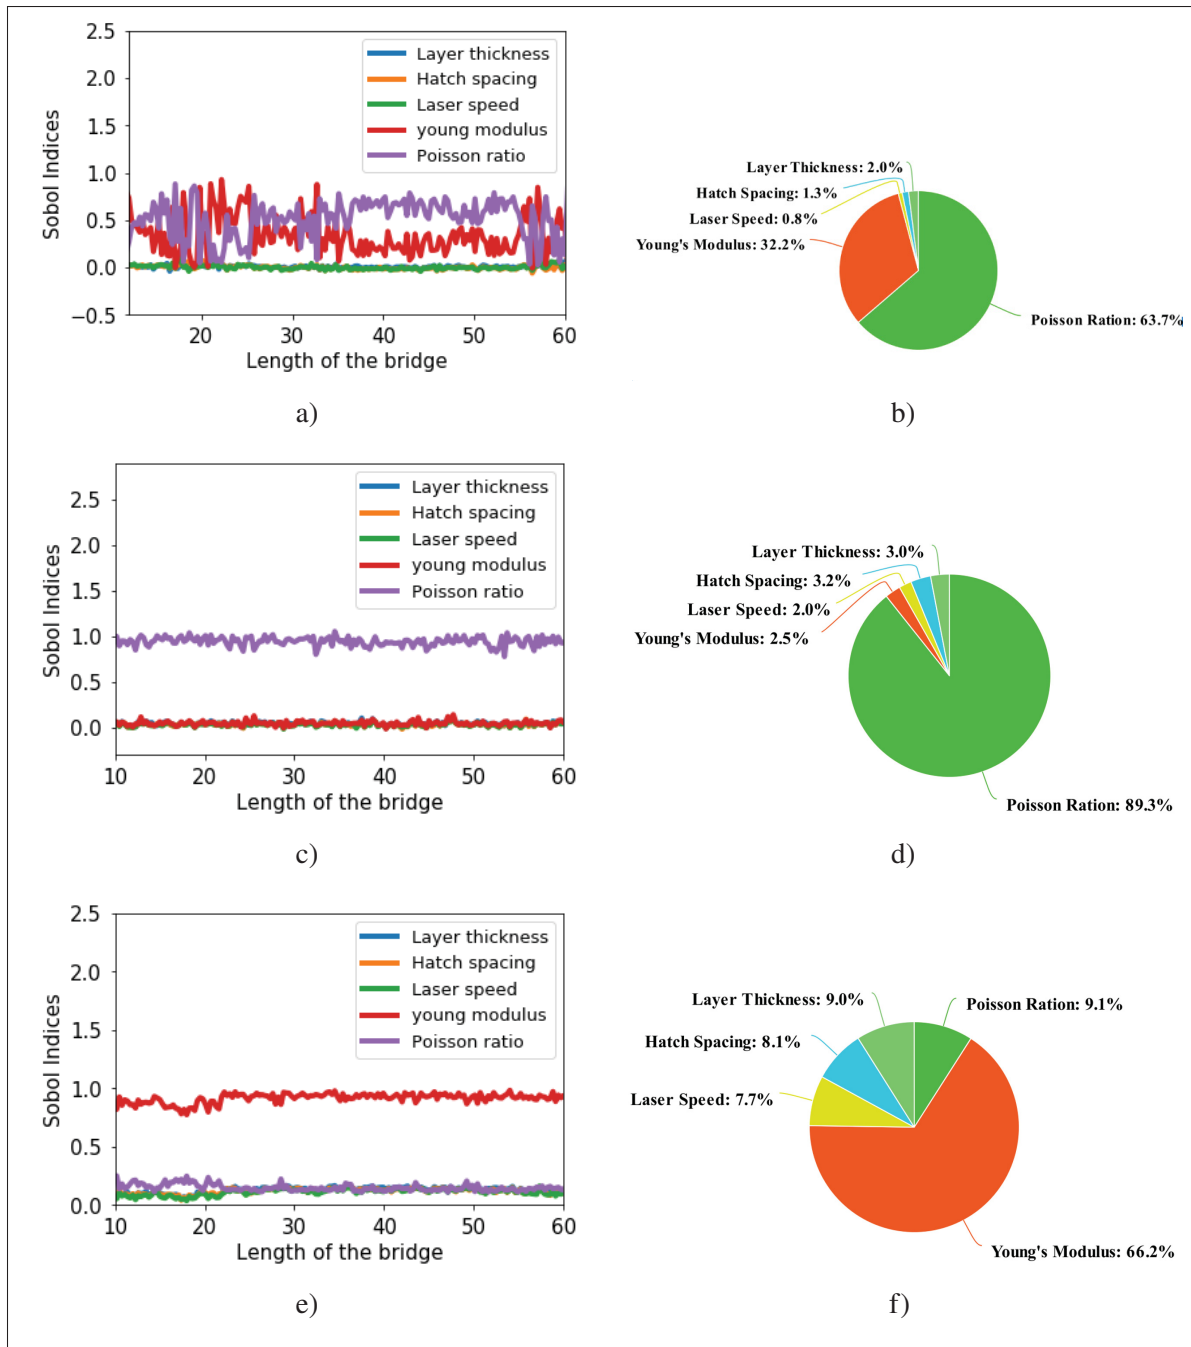 2.5
2.0
1.5
1.0
0.5
0.0
−0.5
Sobol Indices
Layer thickness
Hatch spacing
Laser speed
young modulus
Poisson ratio
20 30 40 50 60
Length of the bridge
a)
Layer Thickness: 2.0%
Hatch Spacing: 1.3%
Laser Speed: 0.8%
Young's Modulus: 32.2%
Poisson Ration: 63.7%
b)
2.5
2.0
1.5
1.0
0.5
0.0
Sobol Indices
Layer thickness
Hatch spacing
Laser speed
young modulus
Poisson ratio
10 20 30 40 50 60
Length of the bridge
c)
Layer Thickness: 3.0%
Hatch Spacing: 3.2%
Laser Speed: 2.0%
Young's Modulus: 2.5%
Poisson Ration: 89.3%
d)
2.5
2.0
1.5
1.0
0.5
0.0
Sobol Indices
Layer thickness
Hatch spacing
Laser speed
young modulus
Poisson ratio
10 20 30 40 50 60
Length of the bridge
e)
Layer Thickness: 9.0%
Poisson Ration: 9.1%
Hatch Spacing: 8.1%
Laser Speed: 7.7%
Young's Modulus: 66.2%
f)